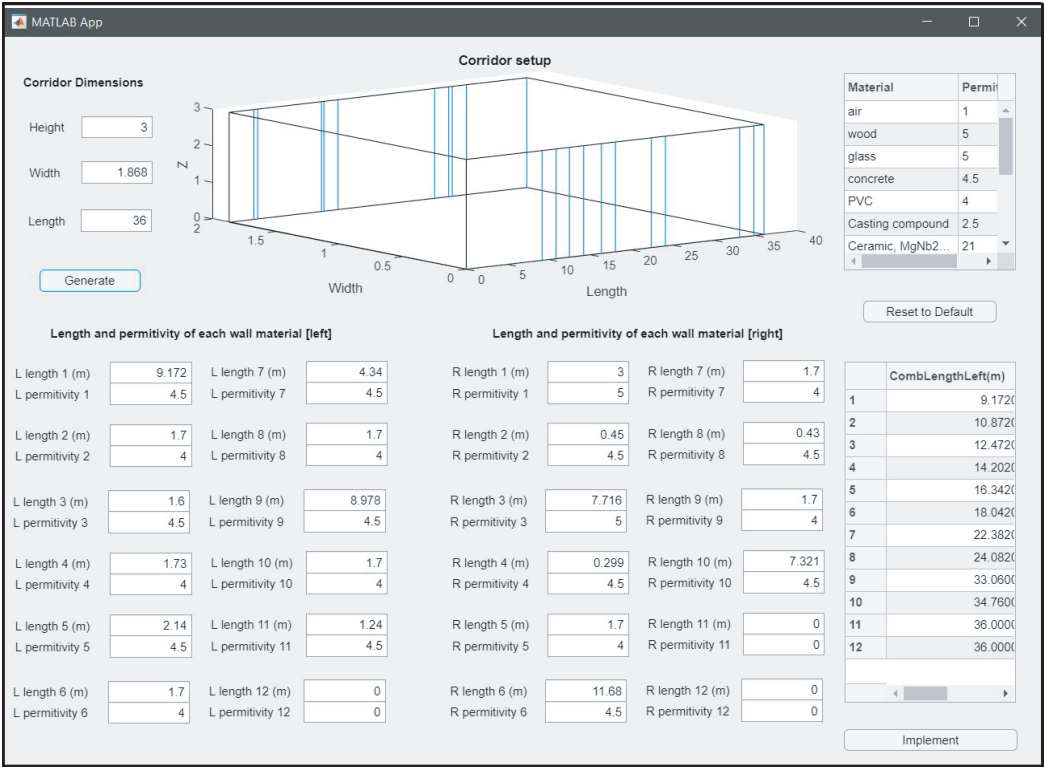 MATLAB App
Corridor setup
Corridor Dimensions
Height 3
Width 1.868
Length 36
Generate
Z
3
2
1
0
2
1.5
1
0.5
0
Width
0
5
10
15
20
25
30
35
40
Length
Material Permit
air 1
wood 5
glass 5
concrete 4.5
PVC 4
Casting compound 2.5
Ceramic, MgNb2... 21
Reset to Default
Length and permitivity of each wall material [left]
L length 1 (m) 9.172 L length 7 (m) 4.34
L permitivity 1 4.5 L permitivity 7 4.5
L length 2 (m) 1.7 L length 8 (m) 1.7
L permitivity 2 4 L permitivity 8 4
L length 3 (m) 1.6 L length 9 (m) 8.978
L permitivity 3 4.5 L permitivity 9 4.5
L length 4 (m) 1.73 L length 10 (m) 1.7
L permitivity 4 4 L permitivity 10 4
L length 5 (m) 2.14 L length 11 (m) 1.24
L permitivity 5 4.5 L permitivity 11 4.5
L length 6 (m) 1.7 L length 12 (m) 0
L permitivity 6 4 L permitivity 12 0
Length and permitivity of each wall material [right]
R length 1 (m) 3 R length 7 (m) 1.7
R permitivity 1 5 R permitivity 7 4
R length 2 (m) 0.45 R length 8 (m) 0.43
R permitivity 2 4.5 R permitivity 8 4.5
R length 3 (m) 7.716 R length 9 (m) 1.7
R permitivity 3 5 R permitivity 9 4
R length 4 (m) 0.299 R length 10 (m) 7.321
R permitivity 4 4.5 R permitivity 10 4.5
R length 5 (m) 1.7 R length 11 (m) 0
R permitivity 5 4 R permitivity 11 0
R length 6 (m) 11.68 R length 12 (m) 0
R permitivity 6 4.5 R permitivity 12 0
CombLengthLeft(m)
1 9.1720
2 10.8720
3 12.4720
4 14.2020
5 16.3420
6 18.0420
7 22.3820
8 24.0820
9 33.0600
10 34.7600
11 36.0000
12 36.0000
Implement